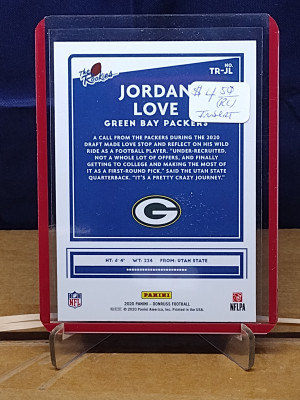 The Rookies
NO.
TR-JL
JORDAN
LOVE
GREEN BAY PACKERS
$4.50
(RC)
INSERT
A CALL FROM THE PACKERS DURING THE 2020
DRAFT MADE LOVE STOP AND REFLECT ON HIS WILD
RIDE AS A FOOTBALL PLAYER. "UNDER-RECRUITED,
NOT A WHOLE LOT OF OFFERS, AND FINALLY
GETTING TO COLLEGE AND MAKING THE MOST OF
IT AS A FIRST-ROUND PICK," SAID THE UTAH STATE
QUARTERBACK. "IT'S A PRETTY CRAZY JOURNEY."
G
HT: 6' 4" WT: 224 FROM: UTAH STATE
NFL
PANINI
NFLPA
2020 PANINI - DONRUSS FOOTBALL
© 2020 Panini America, Inc. Printed in the USA.